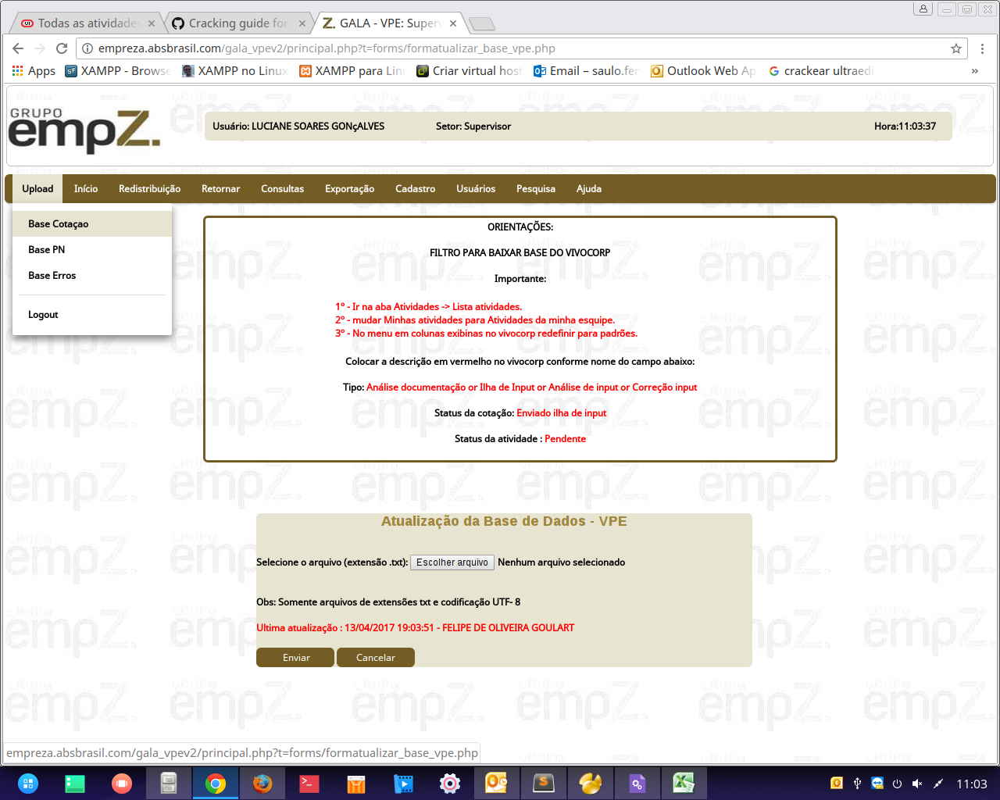 Todas as atividades
Cracking guide for
GALA - VPE: Superv
empreza.absbrasil.com/gala_vpev2/principal.php?t=forms/formatualizar_base_vpe.php
Apps
XAMPP - Browse
XAMPP no Linux
XAMPP para Linu
Criar virtual host
Email – saulo.fer
Outlook Web Ap
crackear ultraedi
»
GRUPO
empZ.
Usuário: LUCIANE SOARES GONçALVES
Setor: Supervisor
Hora:11:03:37
Upload
Início
Redistribuição
Retornar
Consultas
Exportação
Cadastro
Usuários
Pesquisa
Ajuda
Base Cotaçao
Base PN
Base Erros
Logout
ORIENTAÇÕES:
FILTRO PARA BAIXAR BASE DO VIVOCORP
Importante:
1º - Ir na aba Atividades -> Lista atividades.
2º - mudar Minhas atividades para Atividades da minha esquipe.
3º - No menu em colunas exibinas no vivocorp redefinir para padrões.
Colocar a descrição em vermelho no vivocorp conforme nome do campo abaixo:
Tipo: Análise documentação or Ilha de Input or Análise de input or Correção input
Status da cotação: Enviado ilha de input
Status da atividade : Pendente
Atualização da Base de Dados - VPE
Selecione o arquivo (extensão .txt): Escolher arquivo Nenhum arquivo selecionado
Obs: Somente arquivos de extensões txt e codificação UTF- 8
Ultima atualização : 13/04/2017 19:03:51 - FELIPE DE OLIVEIRA GOULART
Enviar
Cancelar
empreza.absbrasil.com/gala_vpev2/principal.php?t=forms/formatualizar_base_vpe.php
11:03